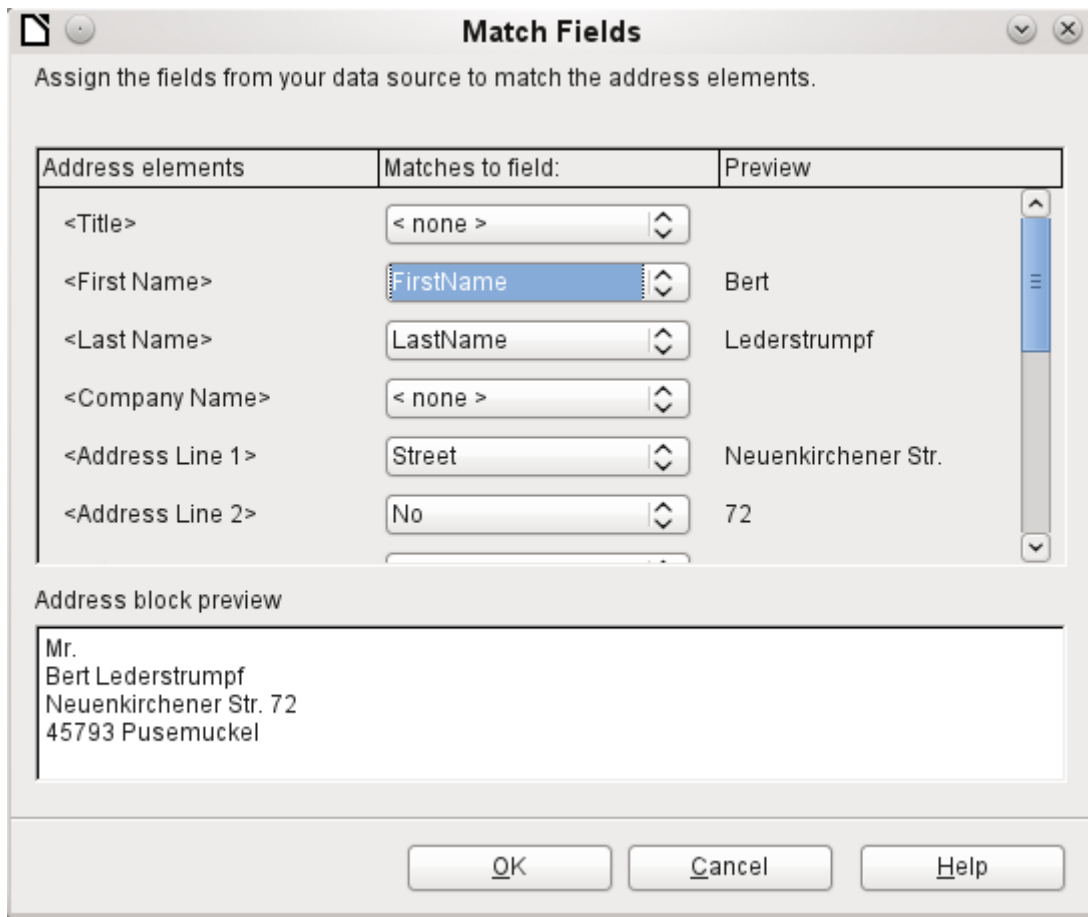 Match Fields
Assign the fields from your data source to match the address elements.
Address elements Matches to field: Preview
<Title> < none >
<First Name> FirstName Bert
<Last Name> LastName Lederstrumpf
<Company Name> < none >
<Address Line 1> Street Neuenkirchener Str.
<Address Line 2> No 72
Address block preview
Mr.
Bert Lederstrumpf
Neuenkirchener Str. 72
45793 Pusemuckel
OK Cancel Help